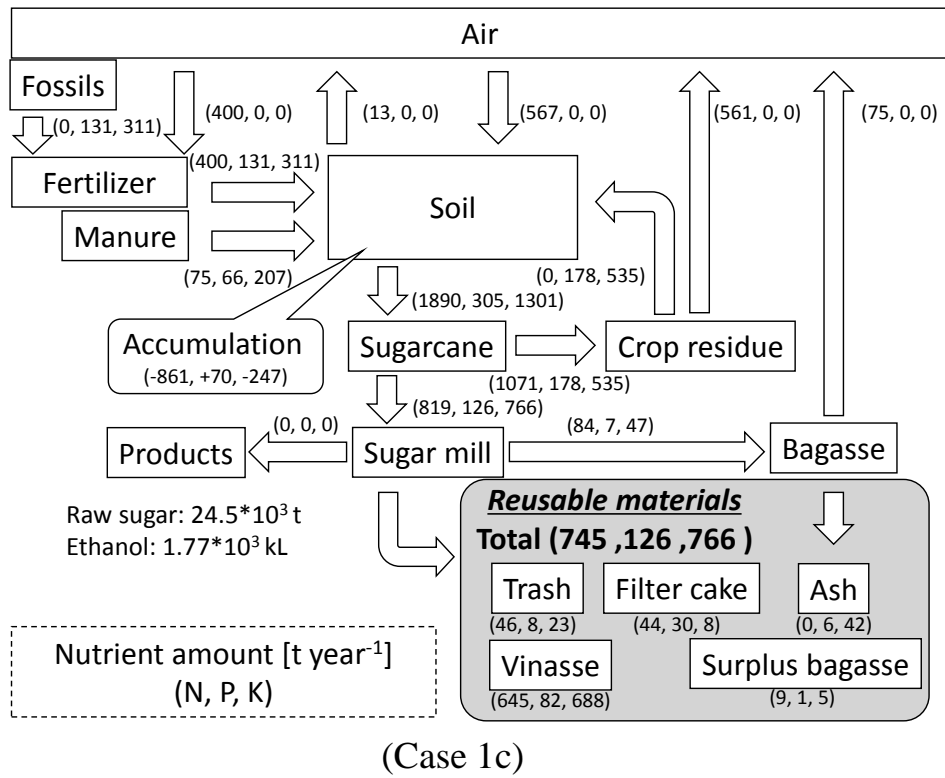 Air
Fossils
(0, 131, 311)
(400, 0, 0)
(13, 0, 0)
(567, 0, 0)
(561, 0, 0)
(75, 0, 0)
Fertilizer
(400, 131, 311)
Soil
Manure
(75, 66, 207)
(0, 178, 535)
(1890, 305, 1301)
Accumulation
(-861, +70, -247)
Sugarcane
Crop residue
(1071, 178, 535)
(819, 126, 766)
(0, 0, 0)
(84, 7, 47)
Products
Sugar mill
Bagasse
Raw sugar: 24.5*10³ t
Ethanol: 1.77*10³ kL
Reusable materials
Total (745 ,126 ,766 )
Trash
Filter cake
Ash
(46, 8, 23)
(44, 30, 8)
(0, 6, 42)
Vinasse
Surplus bagasse
(645, 82, 688)
(9, 1, 5)
Nutrient amount [t year⁻¹]
(N, P, K)
(Case 1c)